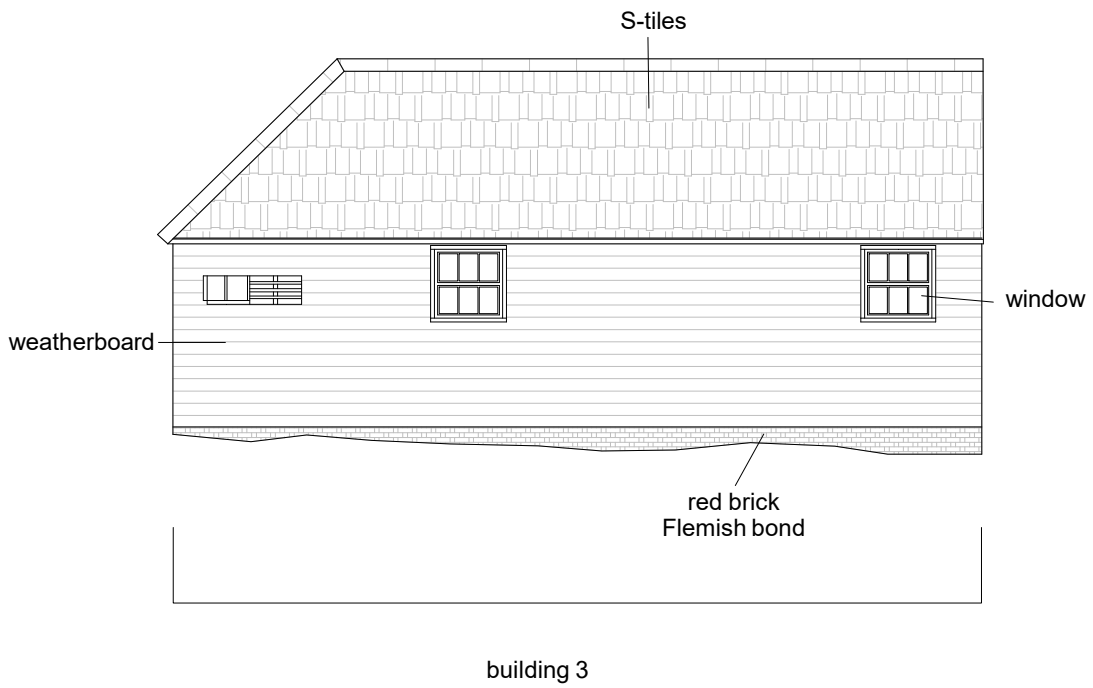 S-tiles
window
weatherboard
red brick
Flemish bond
building 3